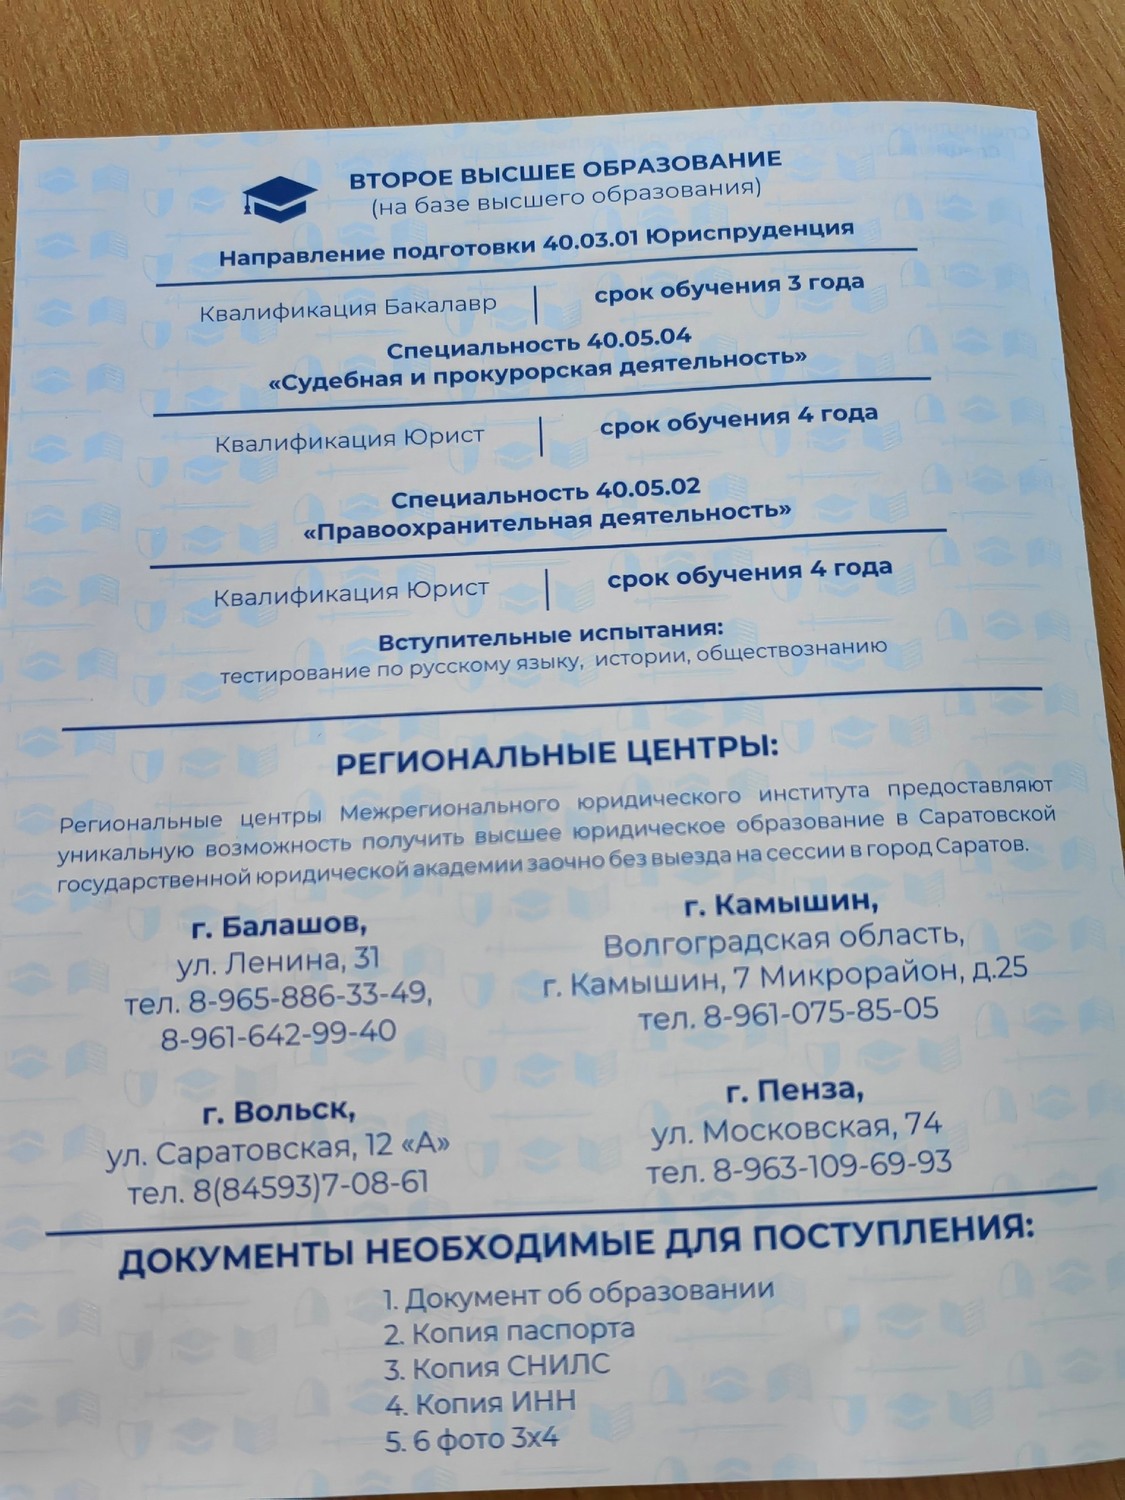 ВТОРОЕ ВЫСШЕЕ ОБРАЗОВАНИЕ
(на базе высшего образования)
Направление подготовки 40.03.01 Юриспруденция
Квалификация Бакалавр
срок обучения 3 года
Специальность 40.05.04
«Судебная и прокурорская деятельность»
Квалификация Юрист
срок обучения 4 года
Специальность 40.05.02
«Правоохранительная деятельность»
Квалификация Юрист
срок обучения 4 года
Вступительные испытания:
тестирование по русскому языку, истории, обществознанию
РЕГИОНАЛЬНЫЕ ЦЕНТРЫ:
Региональные центры Межрегионального юридического института предоставляют
уникальную возможность получить высшее юридическое образование в Саратовской
государственной юридической академии заочно без выезда на сессии в город Саратов.
г. Балашов,
ул. Ленина, 31
тел. 8-965-886-33-49,
8-961-642-99-40
г. Камышин,
Волгоградская область,
г. Камышин, 7 Микрорайон, д.25
тел. 8-961-075-85-05
г. Вольск,
ул. Саратовская, 12 «А»
тел. 8(84593)7-08-61
г. Пенза,
ул. Московская, 74
тел. 8-963-109-69-93
ДОКУМЕНТЫ НЕОБХОДИМЫЕ ДЛЯ ПОСТУПЛЕНИЯ:
1. Документ об образовании
2. Копия паспорта
3. Копия СНИЛС
4. Копия ИНН
5. 6 фото 3х4